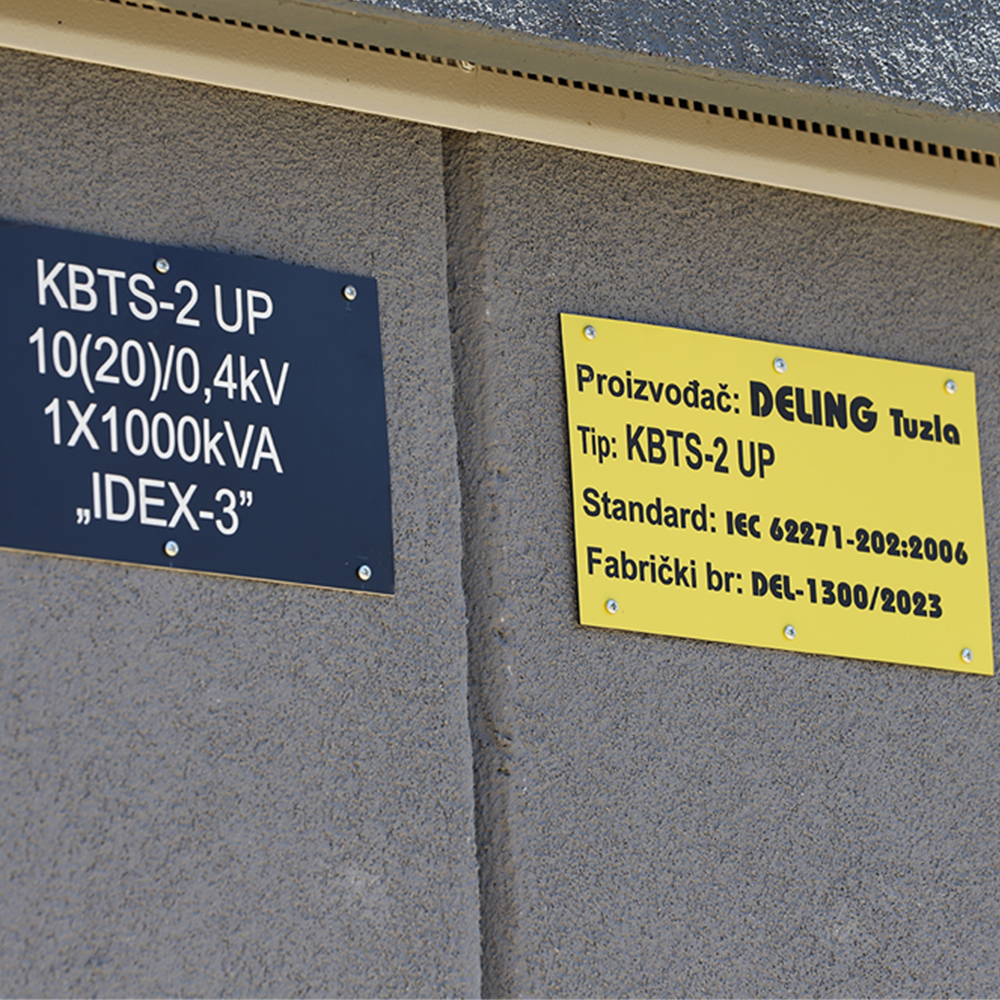 KBTS-2 UP
10(20)/0,4kV
1X1000kVA
„IDEX-3”
Proizvođač: DELING Tuzla
Tip: KBTS-2 UP
Standard: IEC 62271-202:2006
Fabrički br: DEL-1300/2023